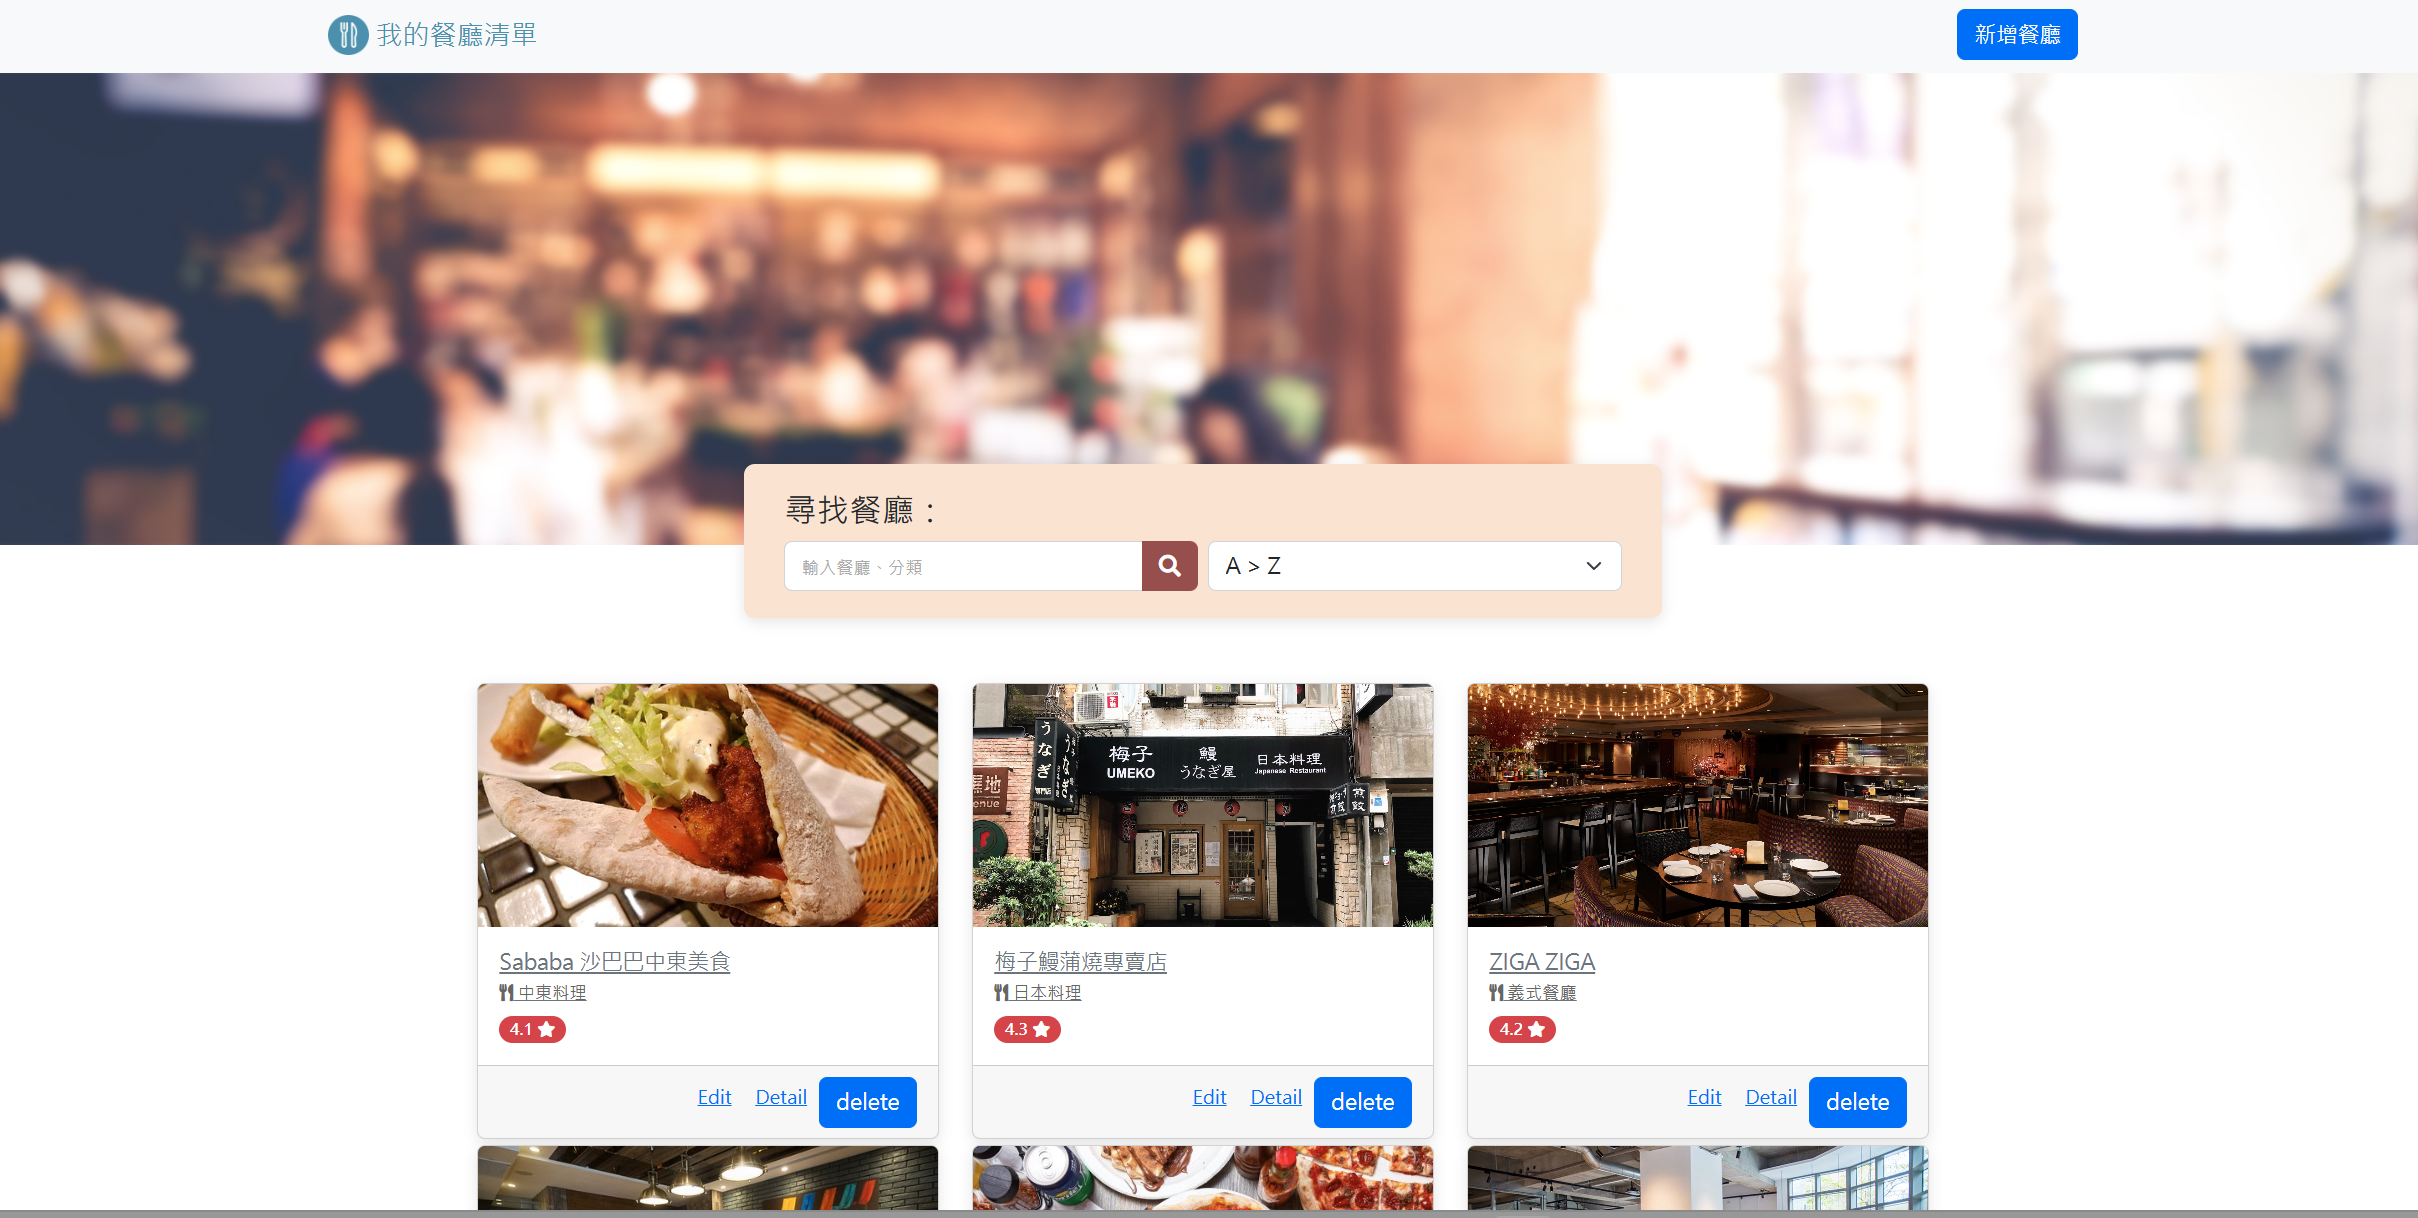 我的餐廳清單
新增餐廳
尋找餐廳：
輸入餐廳、分類
A > Z
梅子 鰻 日本料理
UMEKO うなぎ屋 Japanese Restaurant
うなぎ
Sababa 沙巴巴中東美食
中東料理
4.1
Edit Detail delete
梅子鰻蒲燒專賣店
日本料理
4.3
Edit Detail delete
ZIGA ZIGA
義式餐廳
4.2
Edit Detail delete